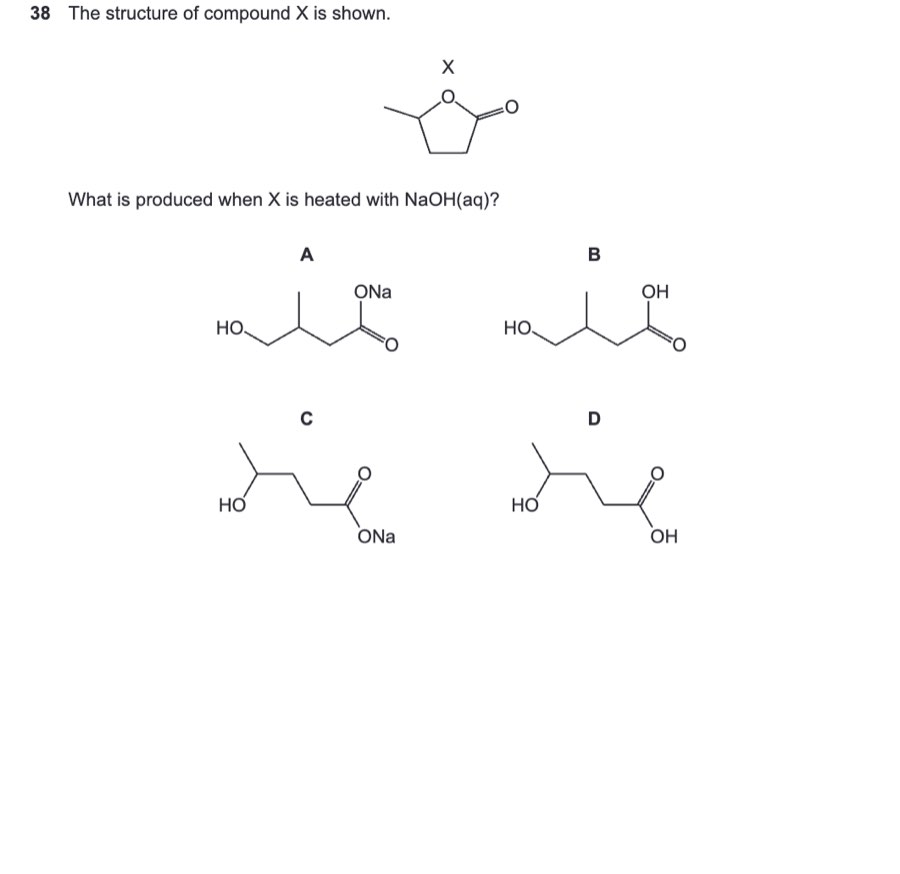 38 The structure of compound X is shown.
X
O
O
What is produced when X is heated with NaOH(aq)?
A
B
ONa
HO
O
OH
HO
O
C
D
O
HO
ONa
O
HO
OH